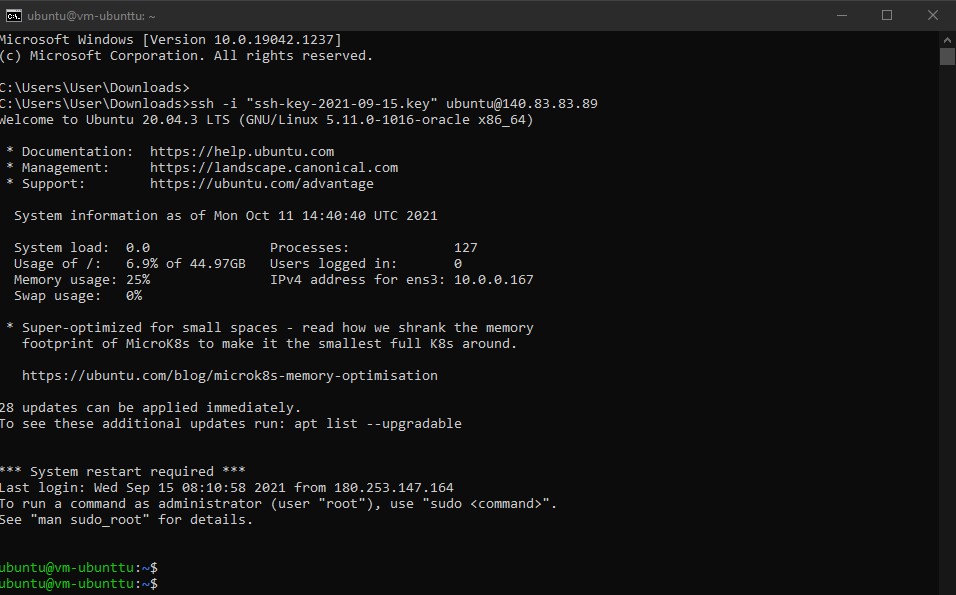 ubuntu@vm-ubunttu: ~
Microsoft Windows [Version 10.0.19042.1237]
(c) Microsoft Corporation. All rights reserved.
C:\Users\User\Downloads>
C:\Users\User\Downloads>ssh -i "ssh-key-2021-09-15.key" ubuntu@140.83.83.89
Welcome to Ubuntu 20.04.3 LTS (GNU/Linux 5.11.0-1016-oracle x86_64)
* Documentation:  https://help.ubuntu.com
* Management:     https://landscape.canonical.com
* Support:        https://ubuntu.com/advantage
System information as of Mon Oct 11 14:40:40 UTC 2021
System load:  0.0               Processes:             127
Usage of /:   6.9% of 44.97GB   Users logged in:       0
Memory usage: 25%               IPv4 address for ens3: 10.0.0.167
Swap usage:   0%
* Super-optimized for small spaces - read how we shrank the memory
footprint of MicroK8s to make it the smallest full K8s around.
https://ubuntu.com/blog/microk8s-memory-optimisation
28 updates can be applied immediately.
To see these additional updates run: apt list --upgradable
*** System restart required ***
Last login: Wed Sep 15 08:10:58 2021 from 180.253.147.164
To run a command as administrator (user "root"), use "sudo <command>".
See "man sudo_root" for details.
ubuntu@vm-ubunttu:~$
ubuntu@vm-ubunttu:~$